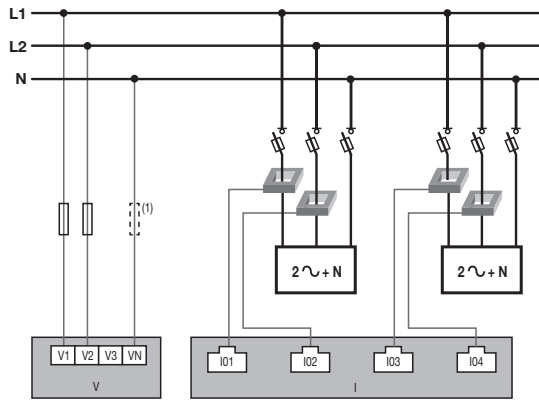 L1
L2
N
(1)
2 ∿ + N
2 ∿ + N
V1 V2 V3 VN
V
I01
I02
I03
I04
I